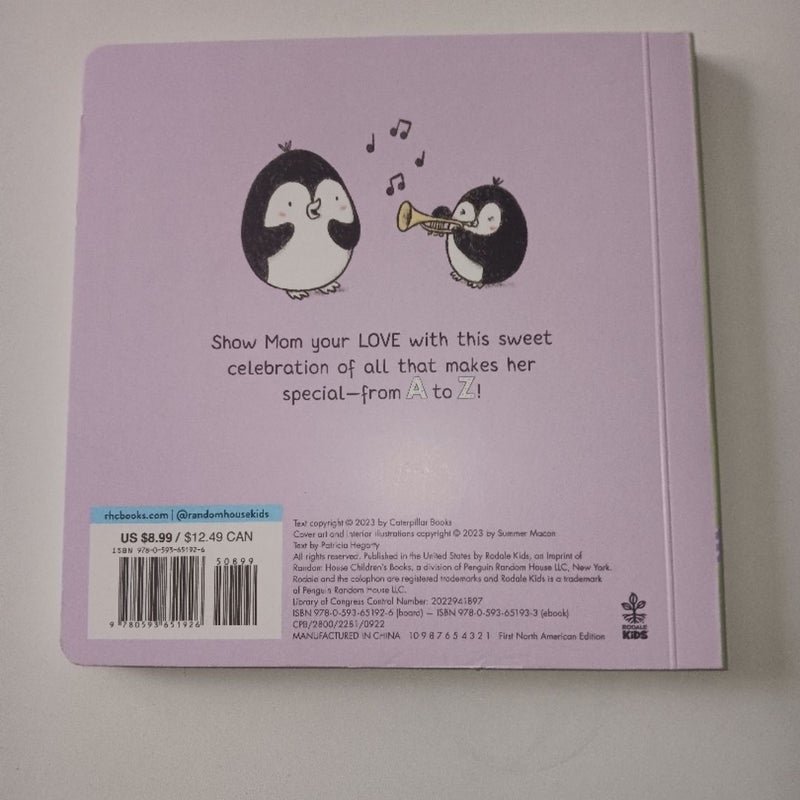 Show Mom your LOVE with this sweet
celebration of all that makes her
special—from A to Z!
rhcbooks.com | @randomhousekids
US $8.99 / $12.49 CAN
ISBN 978-0-593-65192-6
50899
9 780593 651926
Text copyright © 2023 by Caterpillar Books
Cover art and interior illustrations copyright © 2023 by Summer Macon
Text by Patricia Hegarty
All rights reserved. Published in the United States by Rodale Kids, an imprint of
Random House Children's Books, a division of Penguin Random House LLC, New York.
Rodale and the colophon are registered trademarks and Rodale Kids is a trademark
of Penguin Random House LLC.
Library of Congress Control Number: 2022941897
ISBN 978-0-593-65192-6 (board) — ISBN 978-0-593-65193-3 (ebook)
CPB/2800/2281/0922
MANUFACTURED IN CHINA 10 9 8 7 6 5 4 3 2 1 First North American Edition
RODALE
KiDS